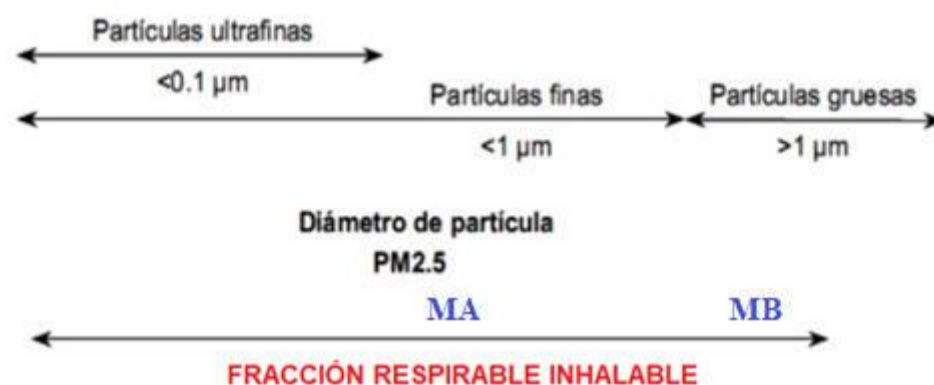 Partículas ultrafinas
<0.1 µm
Partículas finas
Partículas gruesas
<1 µm
>1 µm
Diámetro de partícula
PM2.5
MA
MB
FRACCIÓN RESPIRABLE INHALABLE